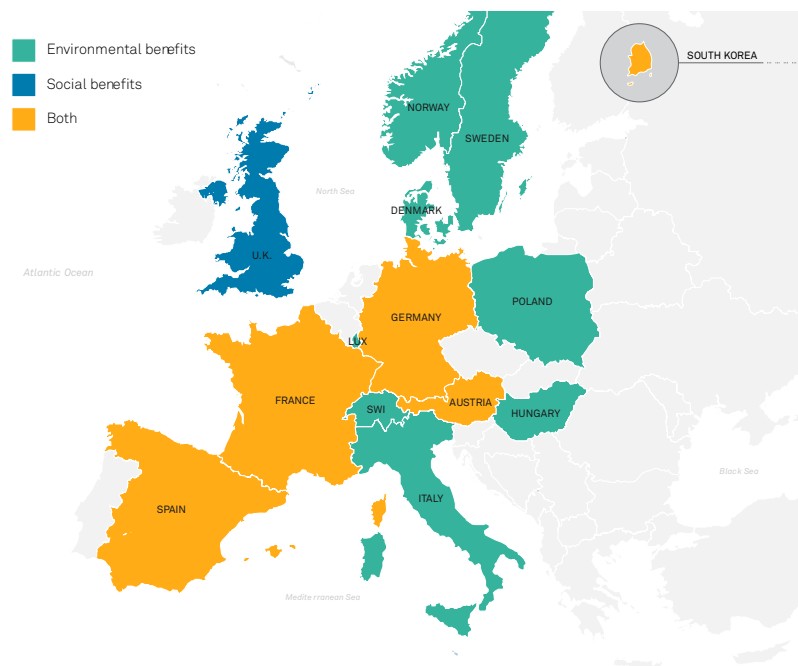 Environmental benefits
Social benefits
Both
SOUTH KOREA
NORWAY
SWEDEN
North Sea
DENMARK
U.K.
Atlantic Ocean
POLAND
GERMANY
LUX
FRANCE
SWI
AUSTRIA
HUNGARY
Black Sea
ITALY
SPAIN
Mediterranean Sea